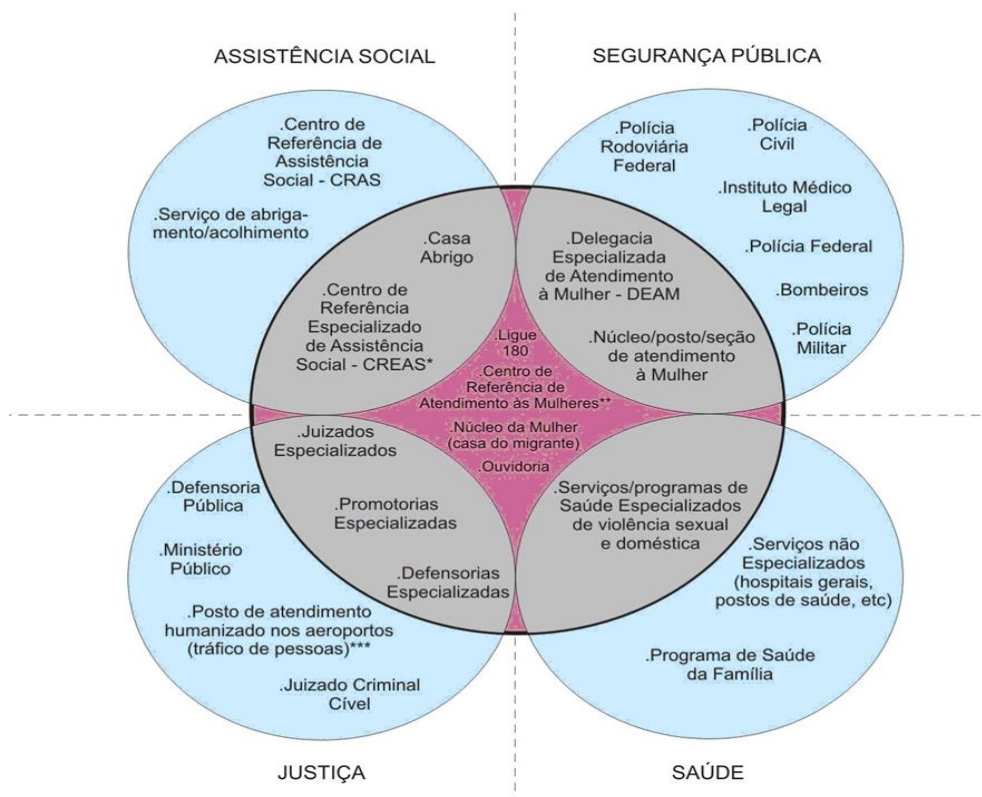 ASSISTÊNCIA SOCIAL
.Centro de
Referência de
Assistência
Social - CRAS
.Serviço de abriga-
mento/acolhimento
.Casa
Abrigo
.Centro de
Referência
Especializado
de Assistência
Social - CREAS*
SEGURANÇA PÚBLICA
.Polícia
Rodoviária
Federal
.Polícia
Civil
.Instituto Médico
Legal
.Polícia Federal
.Bombeiros
.Polícia
Militar
.Delegacia
Especializada
de Atendimento
à Mulher - DEAM
.Núcleo/posto/seção
de atendimento
à Mulher
.Ligue
180
.Centro de
Referência de
Atendimento às Mulheres**
.Núcleo da Mulher
(casa do migrante)
.Ouvidoria
.Juizados
Especializados
.Promotorias
Especializadas
.Defensorias
Especializadas
.Defensoria
Pública
.Ministério
Público
.Posto de atendimento
humanizado nos aeroportos
(tráfico de pessoas)***
.Juizado Criminal
Cível
JUSTIÇA
.Serviços/programas de
Saúde Especializados
de violência sexual
e doméstica
.Serviços não
Especializados
(hospitais gerais,
postos de saúde, etc)
.Programa de Saúde
da Família
SAÚDE